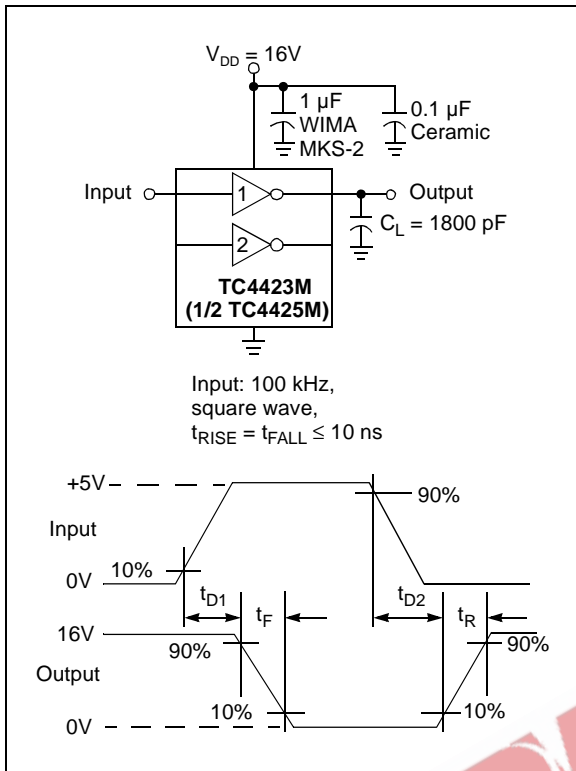 V_DD = 16V
1 µF
WIMA
MKS-2
0.1 µF
Ceramic
Input
1
Output
C_L = 1800 pF
2
TC4423M
(1/2 TC4425M)
Input: 100 kHz,
square wave,
t_RISE = t_FALL ≤ 10 ns
+5V
90%
Input
10%
0V
t_D1
t_F
t_D2
t_R
16V
90%
90%
Output
10%
10%
0V